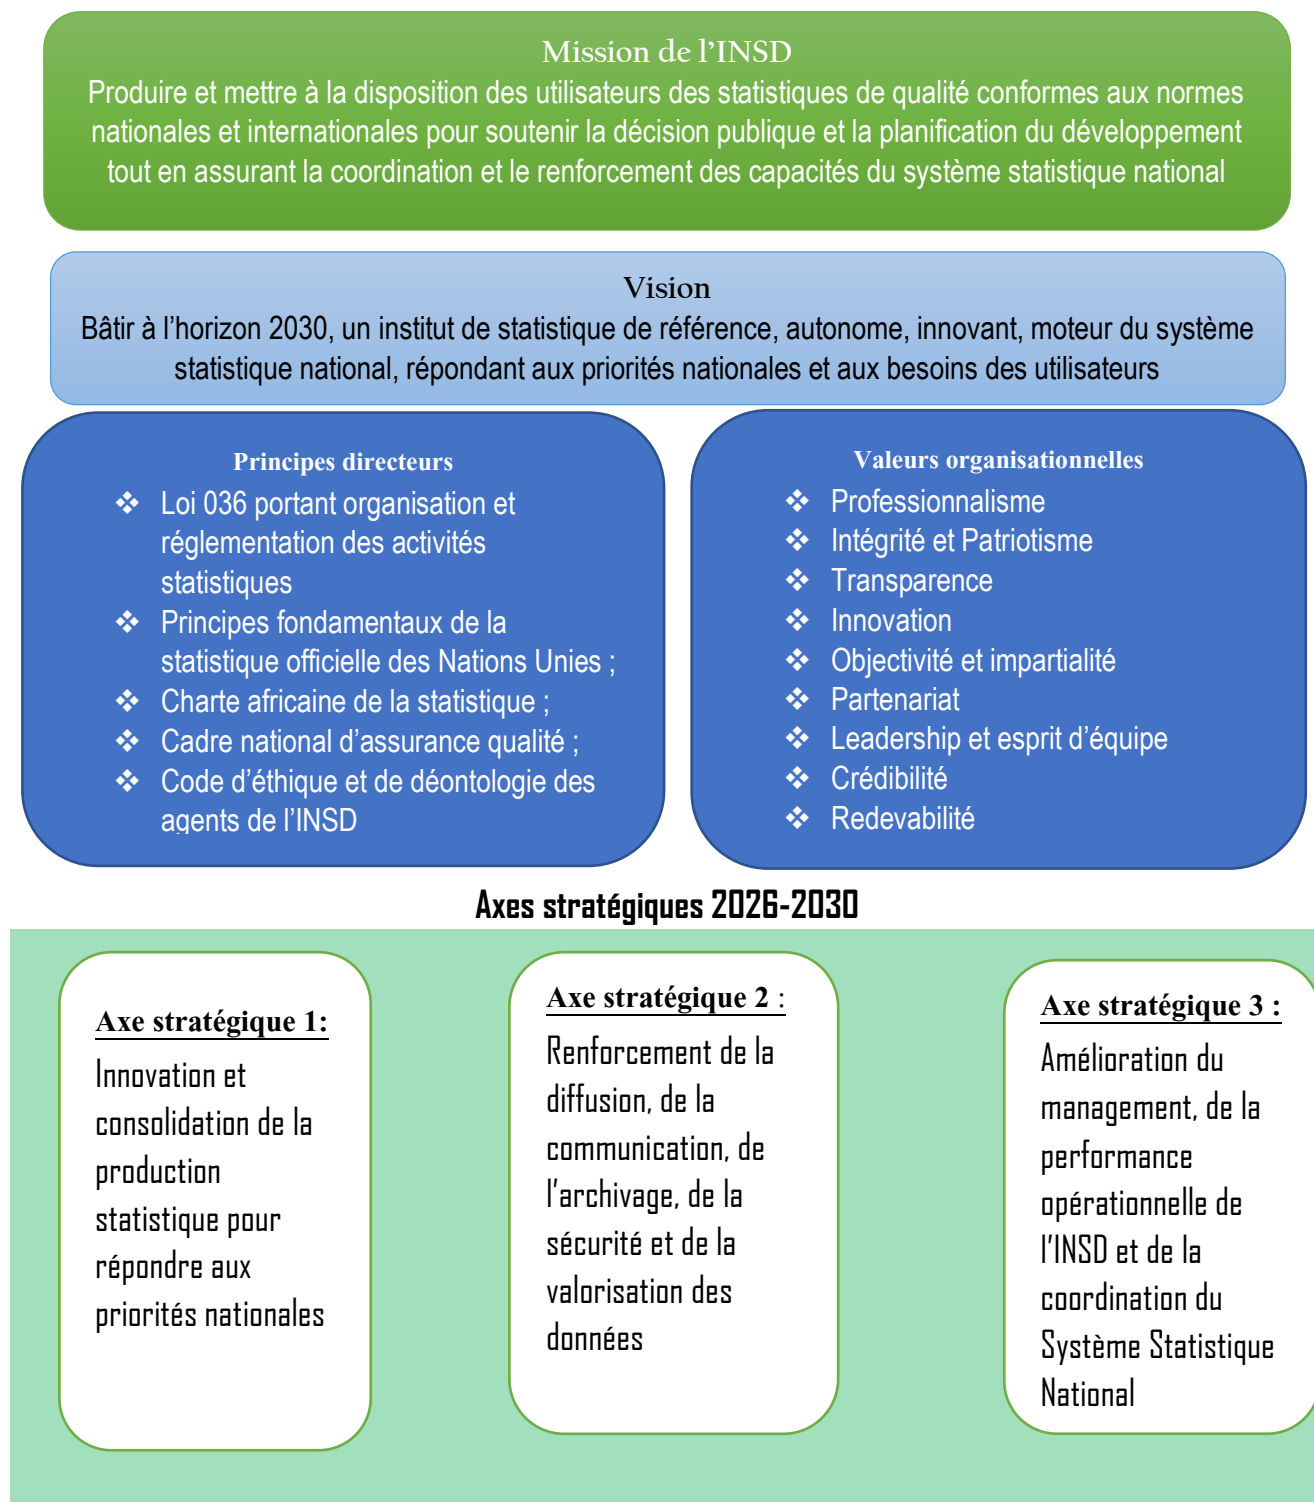 Mission de l’INSD
Produire et mettre à la disposition des utilisateurs des statistiques de qualité conformes aux normes
nationales et internationales pour soutenir la décision publique et la planification du développement
tout en assurant la coordination et le renforcement des capacités du système statistique national
Vision
Bâtir à l’horizon 2030, un institut de statistique de référence, autonome, innovant, moteur du système
statistique national, répondant aux priorités nationales et aux besoins des utilisateurs
Principes directeurs
❖ Loi 036 portant organisation et
réglementation des activités
statistiques
❖ Principes fondamentaux de la
statistique officielle des Nations Unies ;
❖ Charte africaine de la statistique ;
❖ Cadre national d’assurance qualité ;
❖ Code d’éthique et de déontologie des
agents de l’INSD
Valeurs organisationnelles
❖ Professionnalisme
❖ Intégrité et Patriotisme
❖ Transparence
❖ Innovation
❖ Objectivité et impartialité
❖ Partenariat
❖ Leadership et esprit d’équipe
❖ Crédibilité
❖ Redevabilité
Axes stratégiques 2026-2030
Axe stratégique 1:
Innovation et
consolidation de la
production
statistique pour
répondre aux
priorités nationales
Axe stratégique 2 :
Renforcement de la
diffusion, de la
communication, de
l’archivage, de la
sécurité et de la
valorisation des
données
Axe stratégique 3 :
Amélioration du
management, de la
performance
opérationnelle de
l’INSD et de la
coordination du
Système Statistique
National